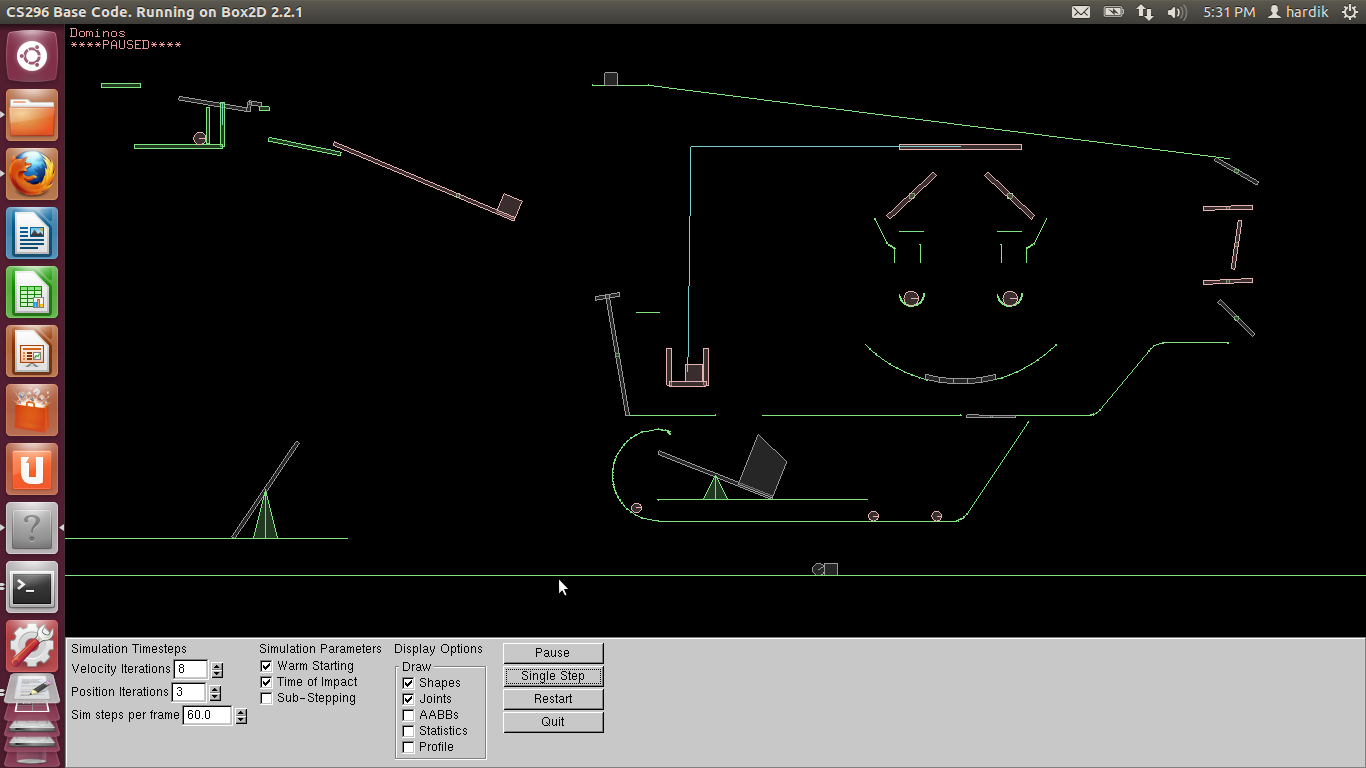 CS296 Base Code. Running on Box2D 2.2.1
5:31 PM hardik
Dominos
****PAUSED****
Simulation Timesteps
Velocity Iterations 8
Position Iterations 3
Sim steps per frame 60.0
Simulation Parameters
Warm Starting
Time of Impact
Sub-Stepping
Display Options
Draw
Shapes
Joints
AABBs
Statistics
Profile
Pause
Single Step
Restart
Quit